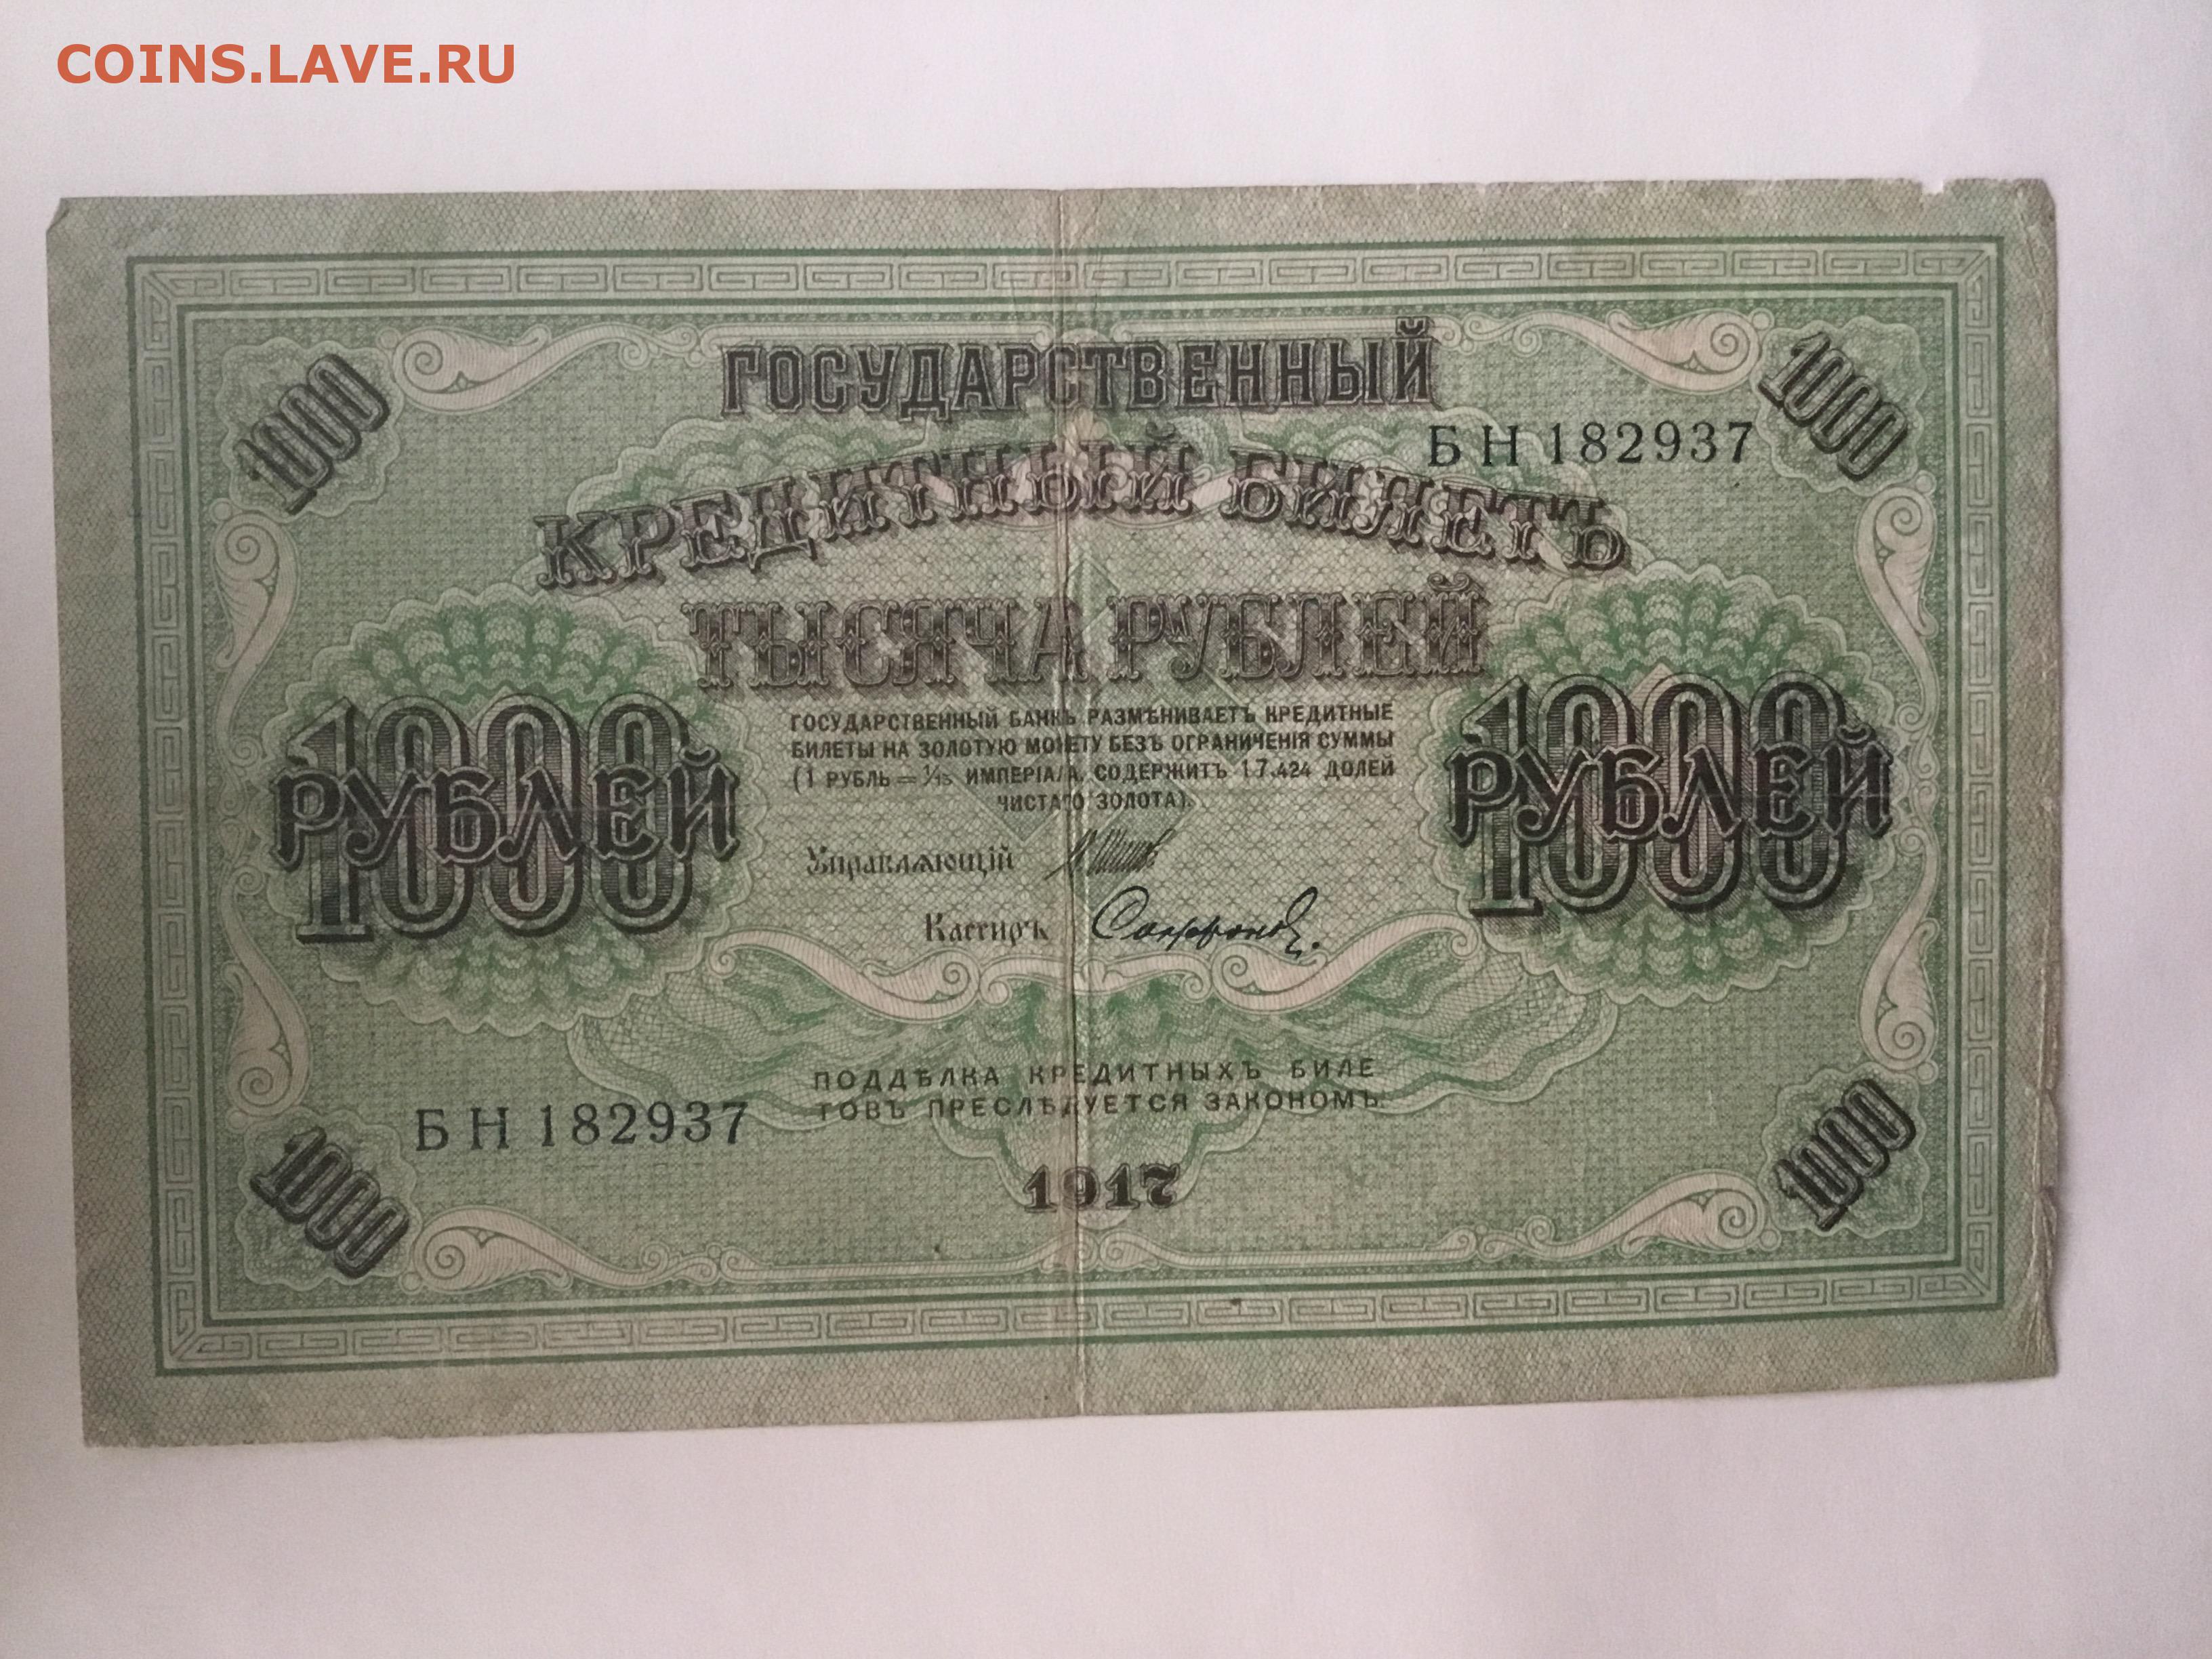 COINS.LAVE.RU
1000
1000
ГОСУДАРСТВЕННЫЙ
БН 182937
КРЕДИТНЫЙ БИЛЕТЪ
ТЫСЯЧА РУБЛЕЙ
1000
РУБЛЕЙ
1000
РУБЛЕЙ
ГОСУДАРСТВЕННЫЙ БАНКЪ РАЗМѢНИВАЕТЪ КРЕДИТНЫЕ
БИЛЕТЫ НА ЗОЛОТУЮ МОНЕТУ БЕЗЪ ОГРАНИЧЕНІЯ СУММЫ
(1 РУБЛЬ = 1/15 ИМПЕРІАЛА, СОДЕРЖИТЪ 17.424 ДОЛЕЙ
ЧИСТАГО ЗОЛОТА).
Управляющій
Кассиръ Сафронов
ПОДДѢЛКА КРЕДИТНЫХЪ БИЛЕ
ТОВЪ ПРЕСЛѢДУЕТСЯ ЗАКОНОМЪ.
БН 182937
1917
1000
1000